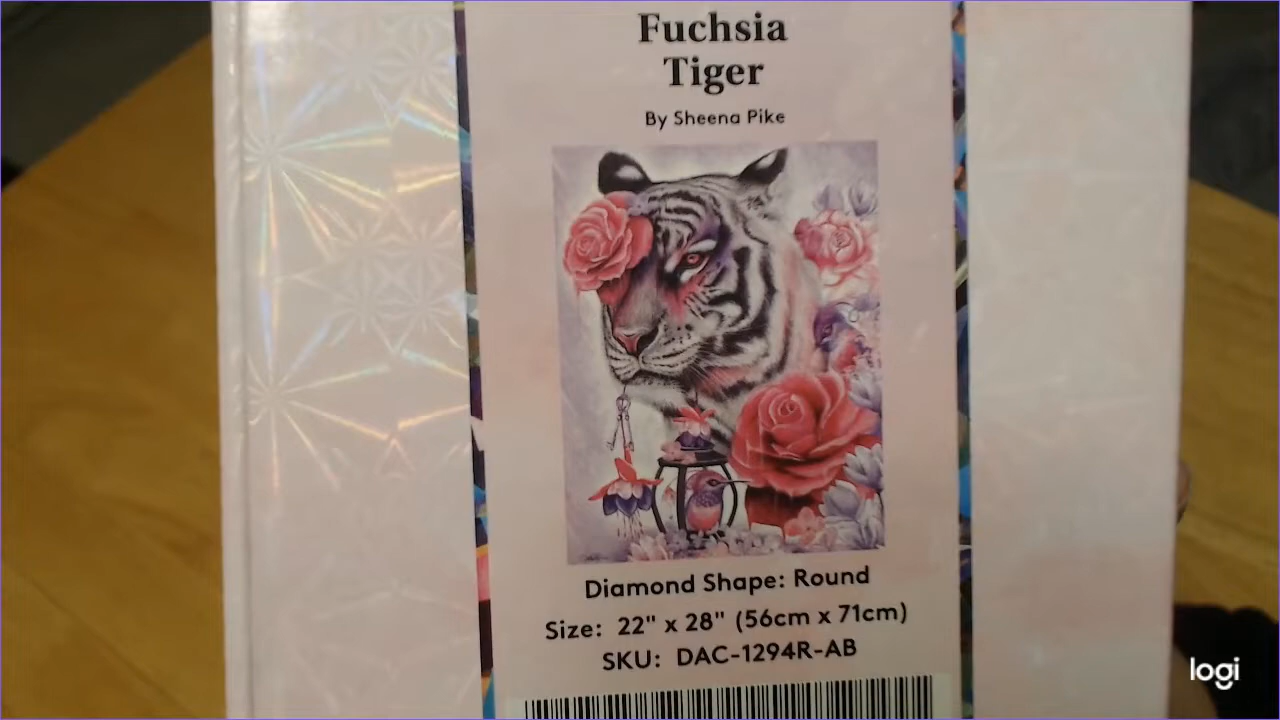 Fuchsia
Tiger
By Sheena Pike
Diamond Shape: Round
Size: 22" x 28" (56cm x 71cm)
SKU: DAC-1294R-AB
logi